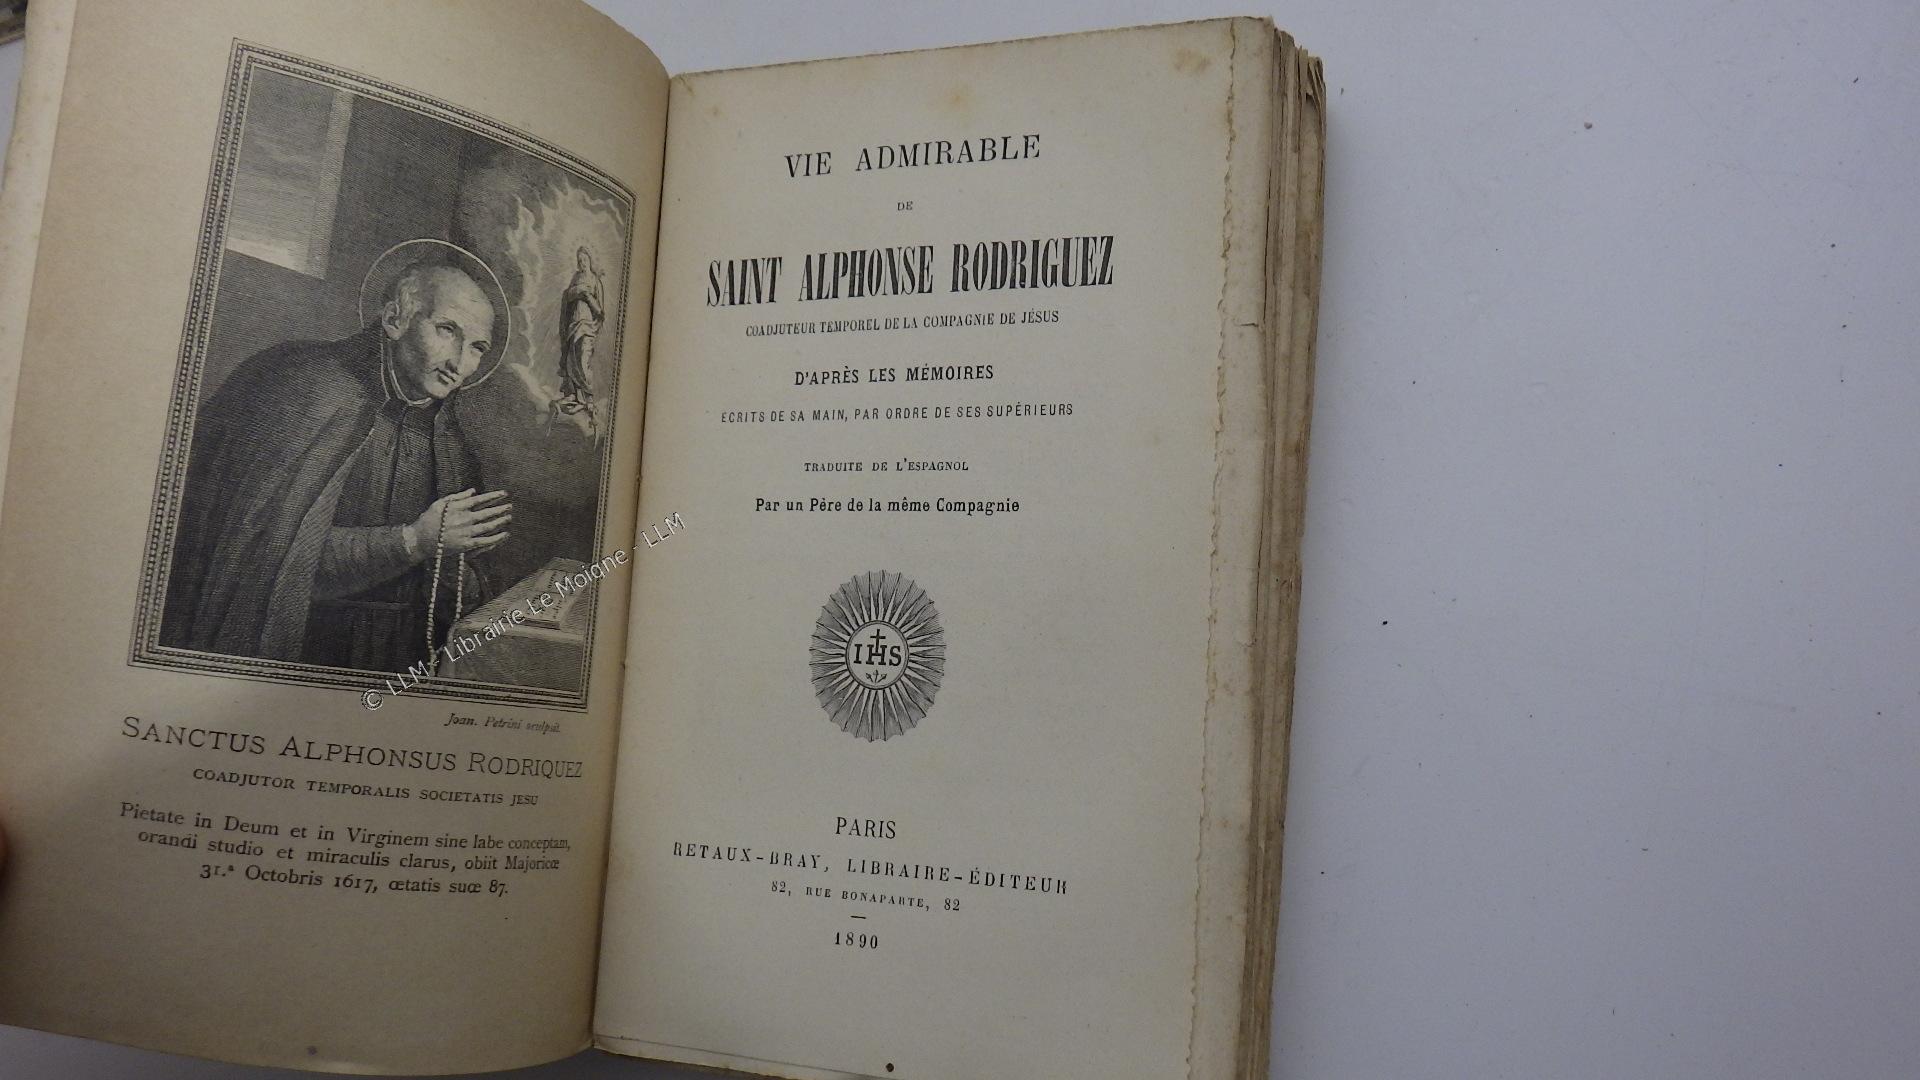 Joan. Petrini sculpsit.
SANCTUS ALPHONSUS RODRIQUEZ
COADJUTOR TEMPORALIS SOCIETATIS JESU
Pietate in Deum et in Virginem sine labe conceptam,
orandi studio et miraculis clarus, obiit Majoricœ
31.ª Octobris 1617, œtatis suœ 87.
© LLM - Librairie Le Moigne - LLM
VIE ADMIRABLE
DE
SAINT ALPHONSE RODRIGUEZ
COADJUTEUR TEMPOREL DE LA COMPAGNIE DE JÉSUS
D'APRÈS LES MÉMOIRES
ECRITS DE SA MAIN, PAR ORDRE DE SES SUPÉRIEURS
TRADUITE DE L'ESPAGNOL
Par un Père de la même Compagnie
IHS
PARIS
RETAUX-BRAY, LIBRAIRE-ÉDITEUR
82, RUE BONAPARTE, 82
1890